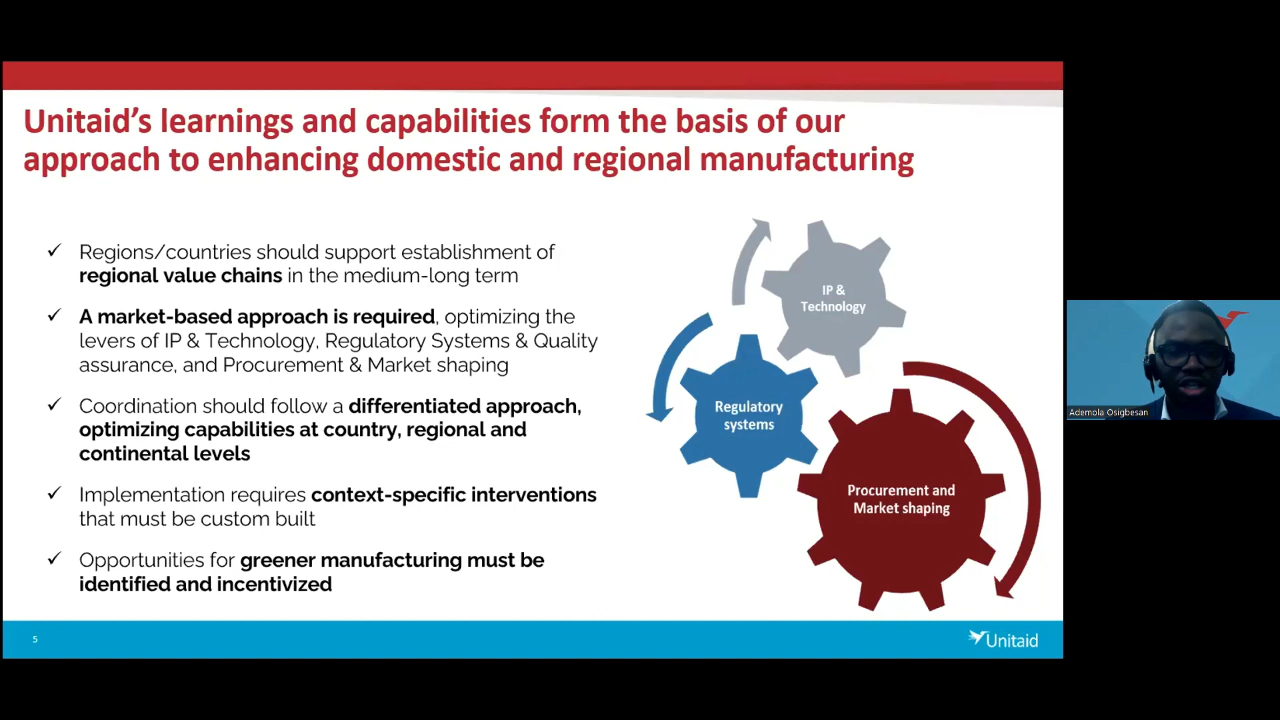 Unitaid's learnings and capabilities form the basis of our
approach to enhancing domestic and regional manufacturing
Regions/countries should support establishment of
regional value chains in the medium-long term
A market-based approach is required, optimizing the
levers of IP & Technology, Regulatory Systems & Quality
assurance, and Procurement & Market shaping
Coordination should follow a differentiated approach,
optimizing capabilities at country, regional and
continental levels
Implementation requires context-specific interventions
that must be custom built
Opportunities for greener manufacturing must be
identified and incentivized
IP &
Technology
Regulatory
systems
Procurement and
Market shaping
5
Unitaid
Ademola Osigbesan